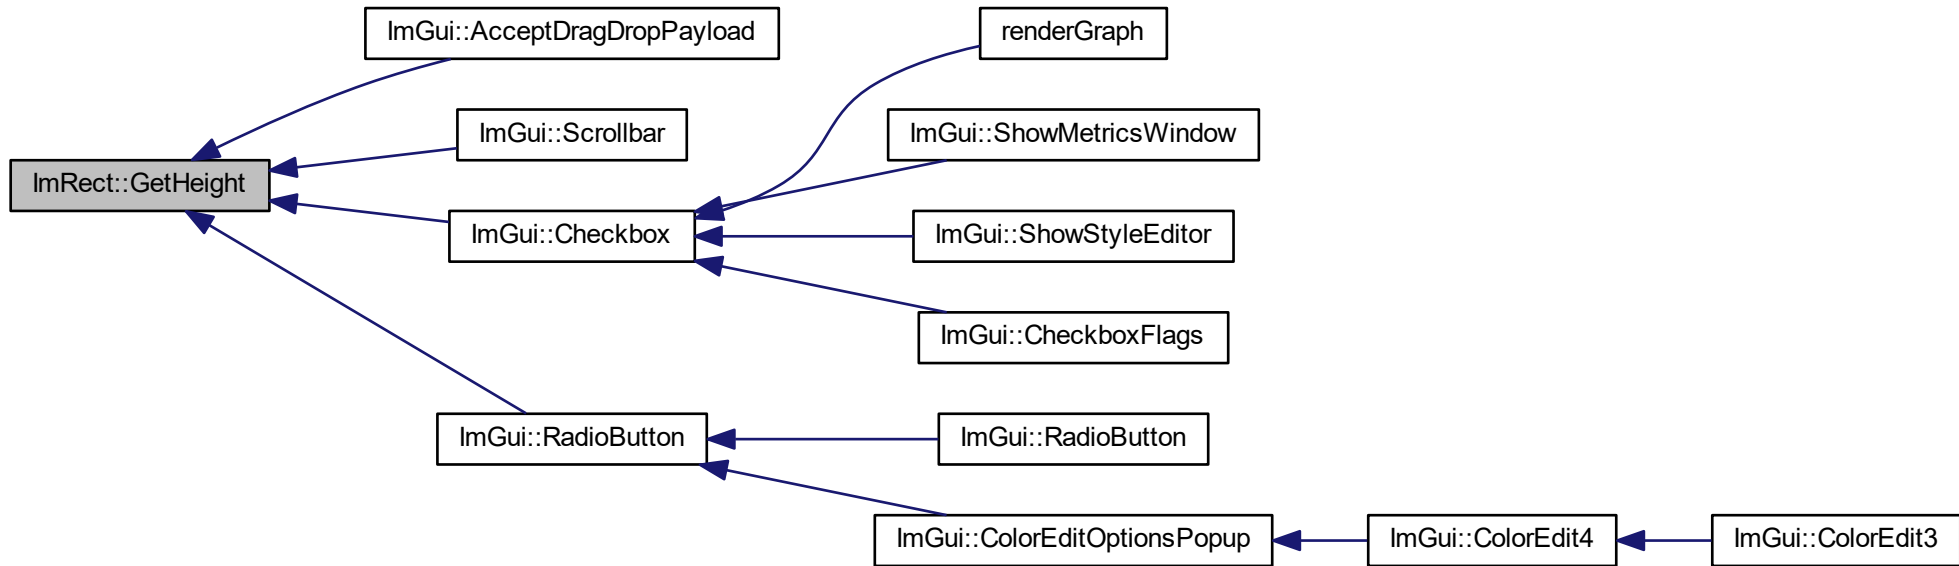 ImGui::AcceptDragDropPayload
renderGraph
ImGui::Scrollbar
ImGui::ShowMetricsWindow
ImRect::GetHeight
ImGui::Checkbox
ImGui::ShowStyleEditor
ImGui::CheckboxFlags
ImGui::RadioButton
ImGui::RadioButton
ImGui::ColorEditOptionsPopup
ImGui::ColorEdit4
ImGui::ColorEdit3